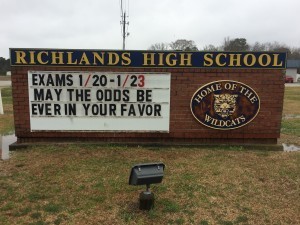 RICHLANDS HIGH SCHOOL
EXAMS 1/20-1/23
MAY THE ODDS BE
EVER IN YOUR FAVOR
HOME OF THE
WILDCATS